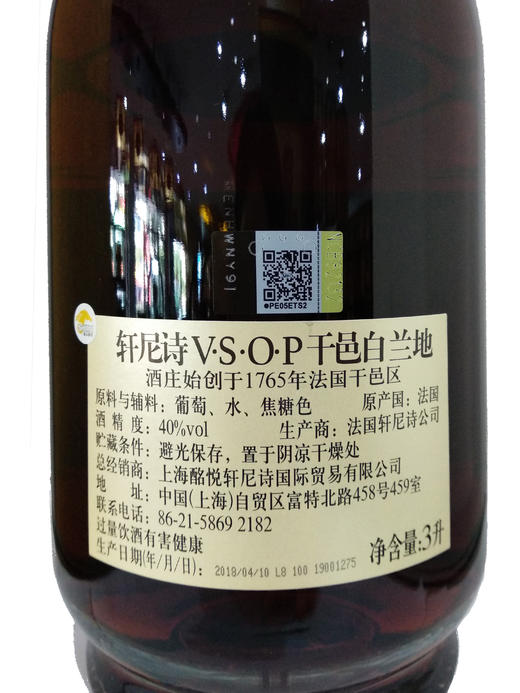 PE05ETS2
轩尼诗V·S·O·P干邑白兰地
酒庄始创于1765年法国干邑区
原料与辅料：葡萄、水、焦糖色 原产国：法国
酒 精 度：40%vol 生产商：法国轩尼诗公司
贮藏条件：避光保存，置于阴凉干燥处
总经销商：上海酩悦轩尼诗国际贸易有限公司
地 址：中国(上海)自贸区富特北路458号459室
联系电话：86-21-5869 2182
过量饮酒有害健康
生产日期(年/月/日)：2018/04/10 L8 100 19001275
净含量:3升